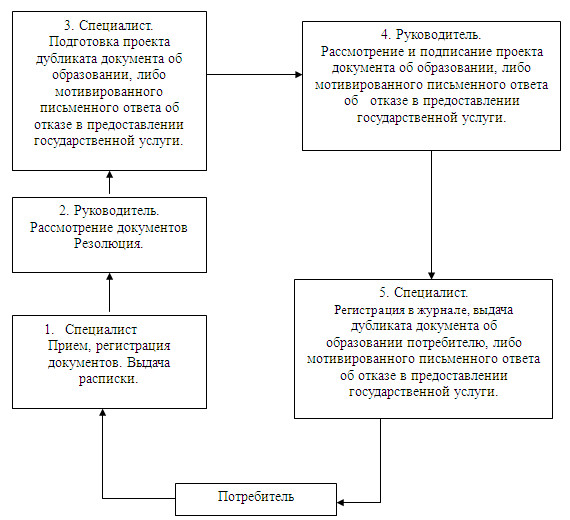 3. Специалист.
Подготовка проекта
дубликата документа об
образовании, либо
мотивированного
письменного ответа об
отказе в предоставлении
государственной услуги.
4. Руководитель.
Рассмотрение и подписание проекта
документа об образовании, либо
мотивированного письменного ответа
об отказе в предоставлении
государственной услуги.
2. Руководитель.
Рассмотрение документов
Резолюция.
5. Специалист.
Регистрация в журнале, выдача
дубликата документа об
образовании потребителю, либо
мотивированного письменного ответа
об отказе в предоставлении
государственной услуги.
1. Специалист
Прием, регистрация
документов. Выдача
расписки.
Потребитель